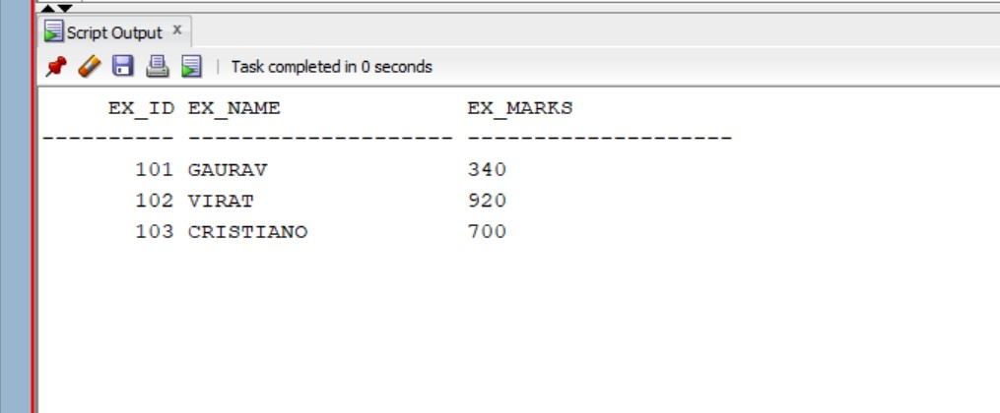 Script Output x
Task completed in 0 seconds
EX_ID EX_NAME EX_MARKS
---------- -------------------- --------------------
101 GAURAV 340
102 VIRAT 920
103 CRISTIANO 700